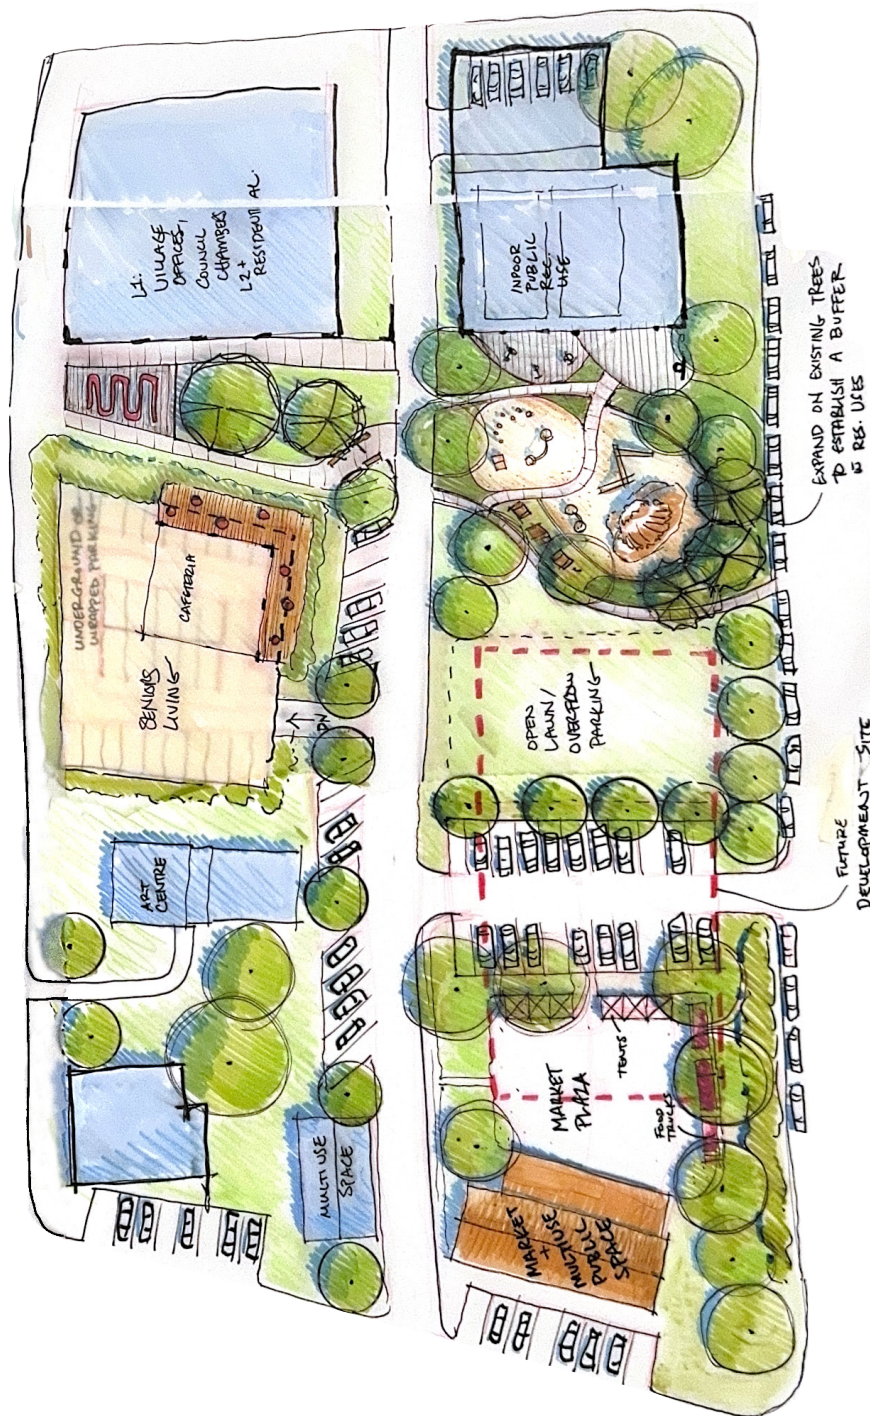 L1:
VILLAGE
OFFICES,
COUNCIL
CHAMBERS
L2+
RESIDENTIAL.
INDOOR
PUBLIC
REC.
USE
UNDERGROUND OR
WRAPPED PARKING
CAFETERIA
SENIORS
LIVING
DN
EXPAND ON EXISTING TREES
TO ESTABLISH A BUFFER
RES. USES
OPEN
LAWN/
OVERFLOW
PARKING
ART
CENTRE
FUTURE
DEVELOPMENT SITE
TENTS
MARKET
PLAZA
FOOD
TRUCKS
MULTI USE
SPACE
MARKET
+
MULTIUSE
PUBLIC
SPACE